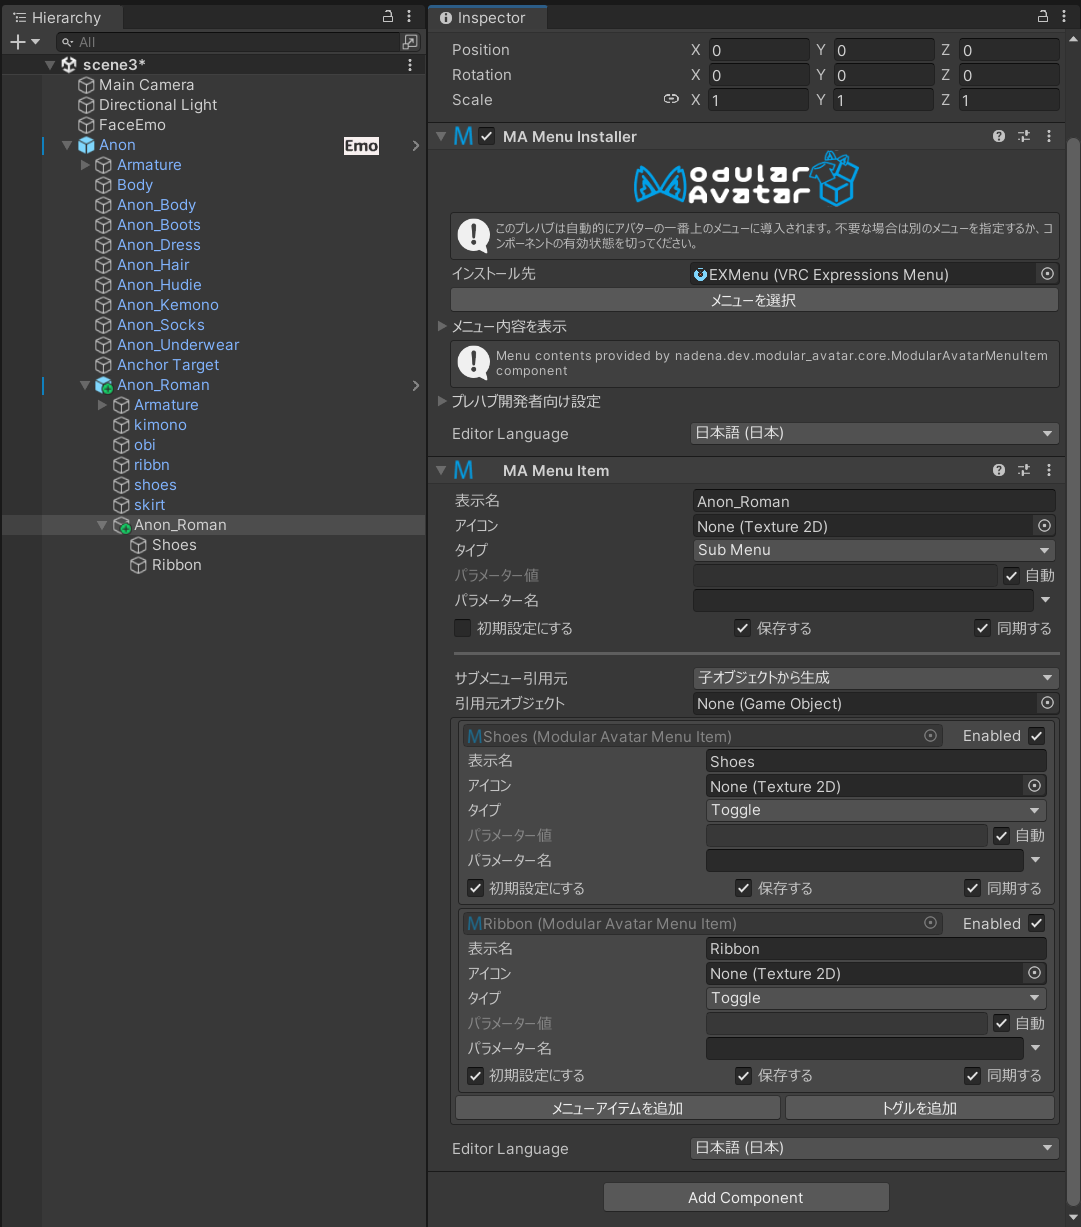 Hierarchy
All
scene3*
Main Camera
Directional Light
FaceEmo
Anon
Emo
Armature
Body
Anon_Body
Anon_Boots
Anon_Dress
Anon_Hair
Anon_Hudie
Anon_Kemono
Anon_Socks
Anon_Underwear
Anchor Target
Anon_Roman
Armature
kimono
obi
ribbn
shoes
skirt
Anon_Roman
Shoes
Ribbon
Inspector
Position X 0 Y 0 Z 0
Rotation X 0 Y 0 Z 0
Scale X 1 Y 1 Z 1
MA Menu Installer
Modular
Avatar
このプレハブは自動的にアバターの一番上のメニューに導入されます。不要な場合は別のメニューを指定するか、コ
ンポーネントの有効状態を切ってください。
インストール先 EXMenu (VRC Expressions Menu)
メニューを選択
メニュー内容を表示
Menu contents provided by nadena.dev.modular_avatar.core.ModularAvatarMenuItem
component
プレハブ開発者向け設定
Editor Language 日本語 (日本)
MA Menu Item
表示名 Anon_Roman
アイコン None (Texture 2D)
タイプ Sub Menu
パラメーター値 自動
パラメーター名
初期設定にする 保存する 同期する
サブメニュー引用元 子オブジェクトから生成
引用元オブジェクト None (Game Object)
Shoes (Modular Avatar Menu Item) Enabled
表示名 Shoes
アイコン None (Texture 2D)
タイプ Toggle
パラメーター値 自動
パラメーター名
初期設定にする 保存する 同期する
Ribbon (Modular Avatar Menu Item) Enabled
表示名 Ribbon
アイコン None (Texture 2D)
タイプ Toggle
パラメーター値 自動
パラメーター名
初期設定にする 保存する 同期する
メニューアイテムを追加 トグルを追加
Editor Language 日本語 (日本)
Add Component